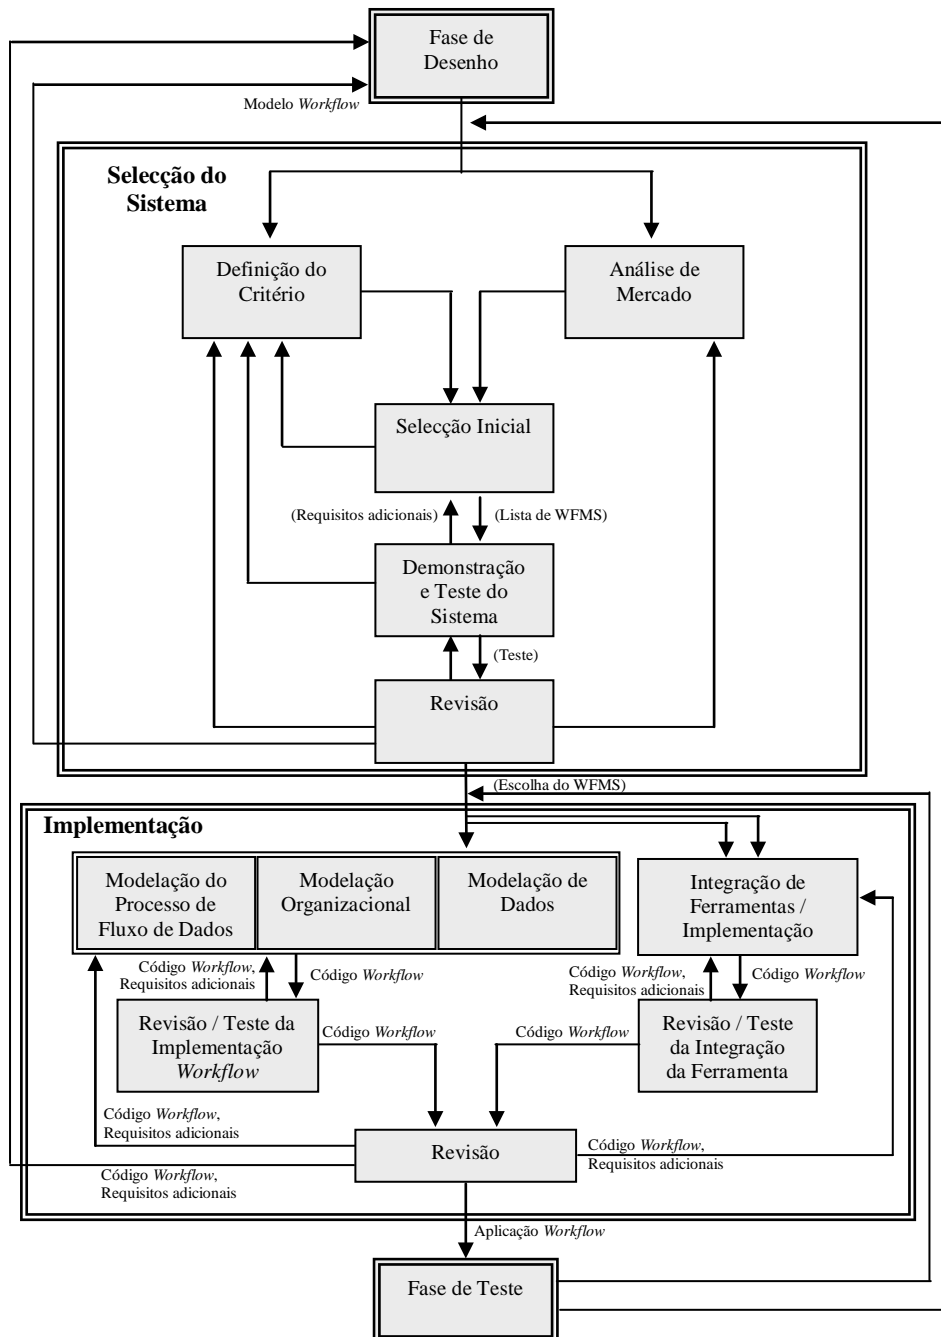 Fase de
Desenho
Modelo Workflow
Selecção do
Sistema
Definição do
Critério
Análise de
Mercado
Selecção Inicial
(Requisitos adicionais)
(Lista de WFMS)
Demonstração
e Teste do
Sistema
(Teste)
Revisão
(Escolha do WFMS)
Implementação
Modelação do
Processo de
Fluxo de Dados
Modelação
Organizacional
Modelação de
Dados
Integração de
Ferramentas /
Implementação
Código Workflow,
Requisitos adicionais
Código Workflow
Código Workflow,
Requisitos adicionais
Código Workflow
Revisão / Teste da
Implementação
Workflow
Código Workflow
Código Workflow
Revisão / Teste
da Integração
da Ferramenta
Código Workflow,
Requisitos adicionais
Revisão
Código Workflow,
Requisitos adicionais
Código Workflow,
Requisitos adicionais
Aplicação Workflow
Fase de Teste